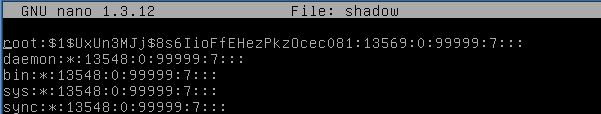 GNU nano 1.3.12 File: shadow
root:$1$UxUn3MJj$8s6IioFfEHezPkzOcec081:13569:0:99999:7:::
daemon:*:13548:0:99999:7:::
bin:*:13548:0:99999:7:::
sys:*:13548:0:99999:7:::
sync:*:13548:0:99999:7:::